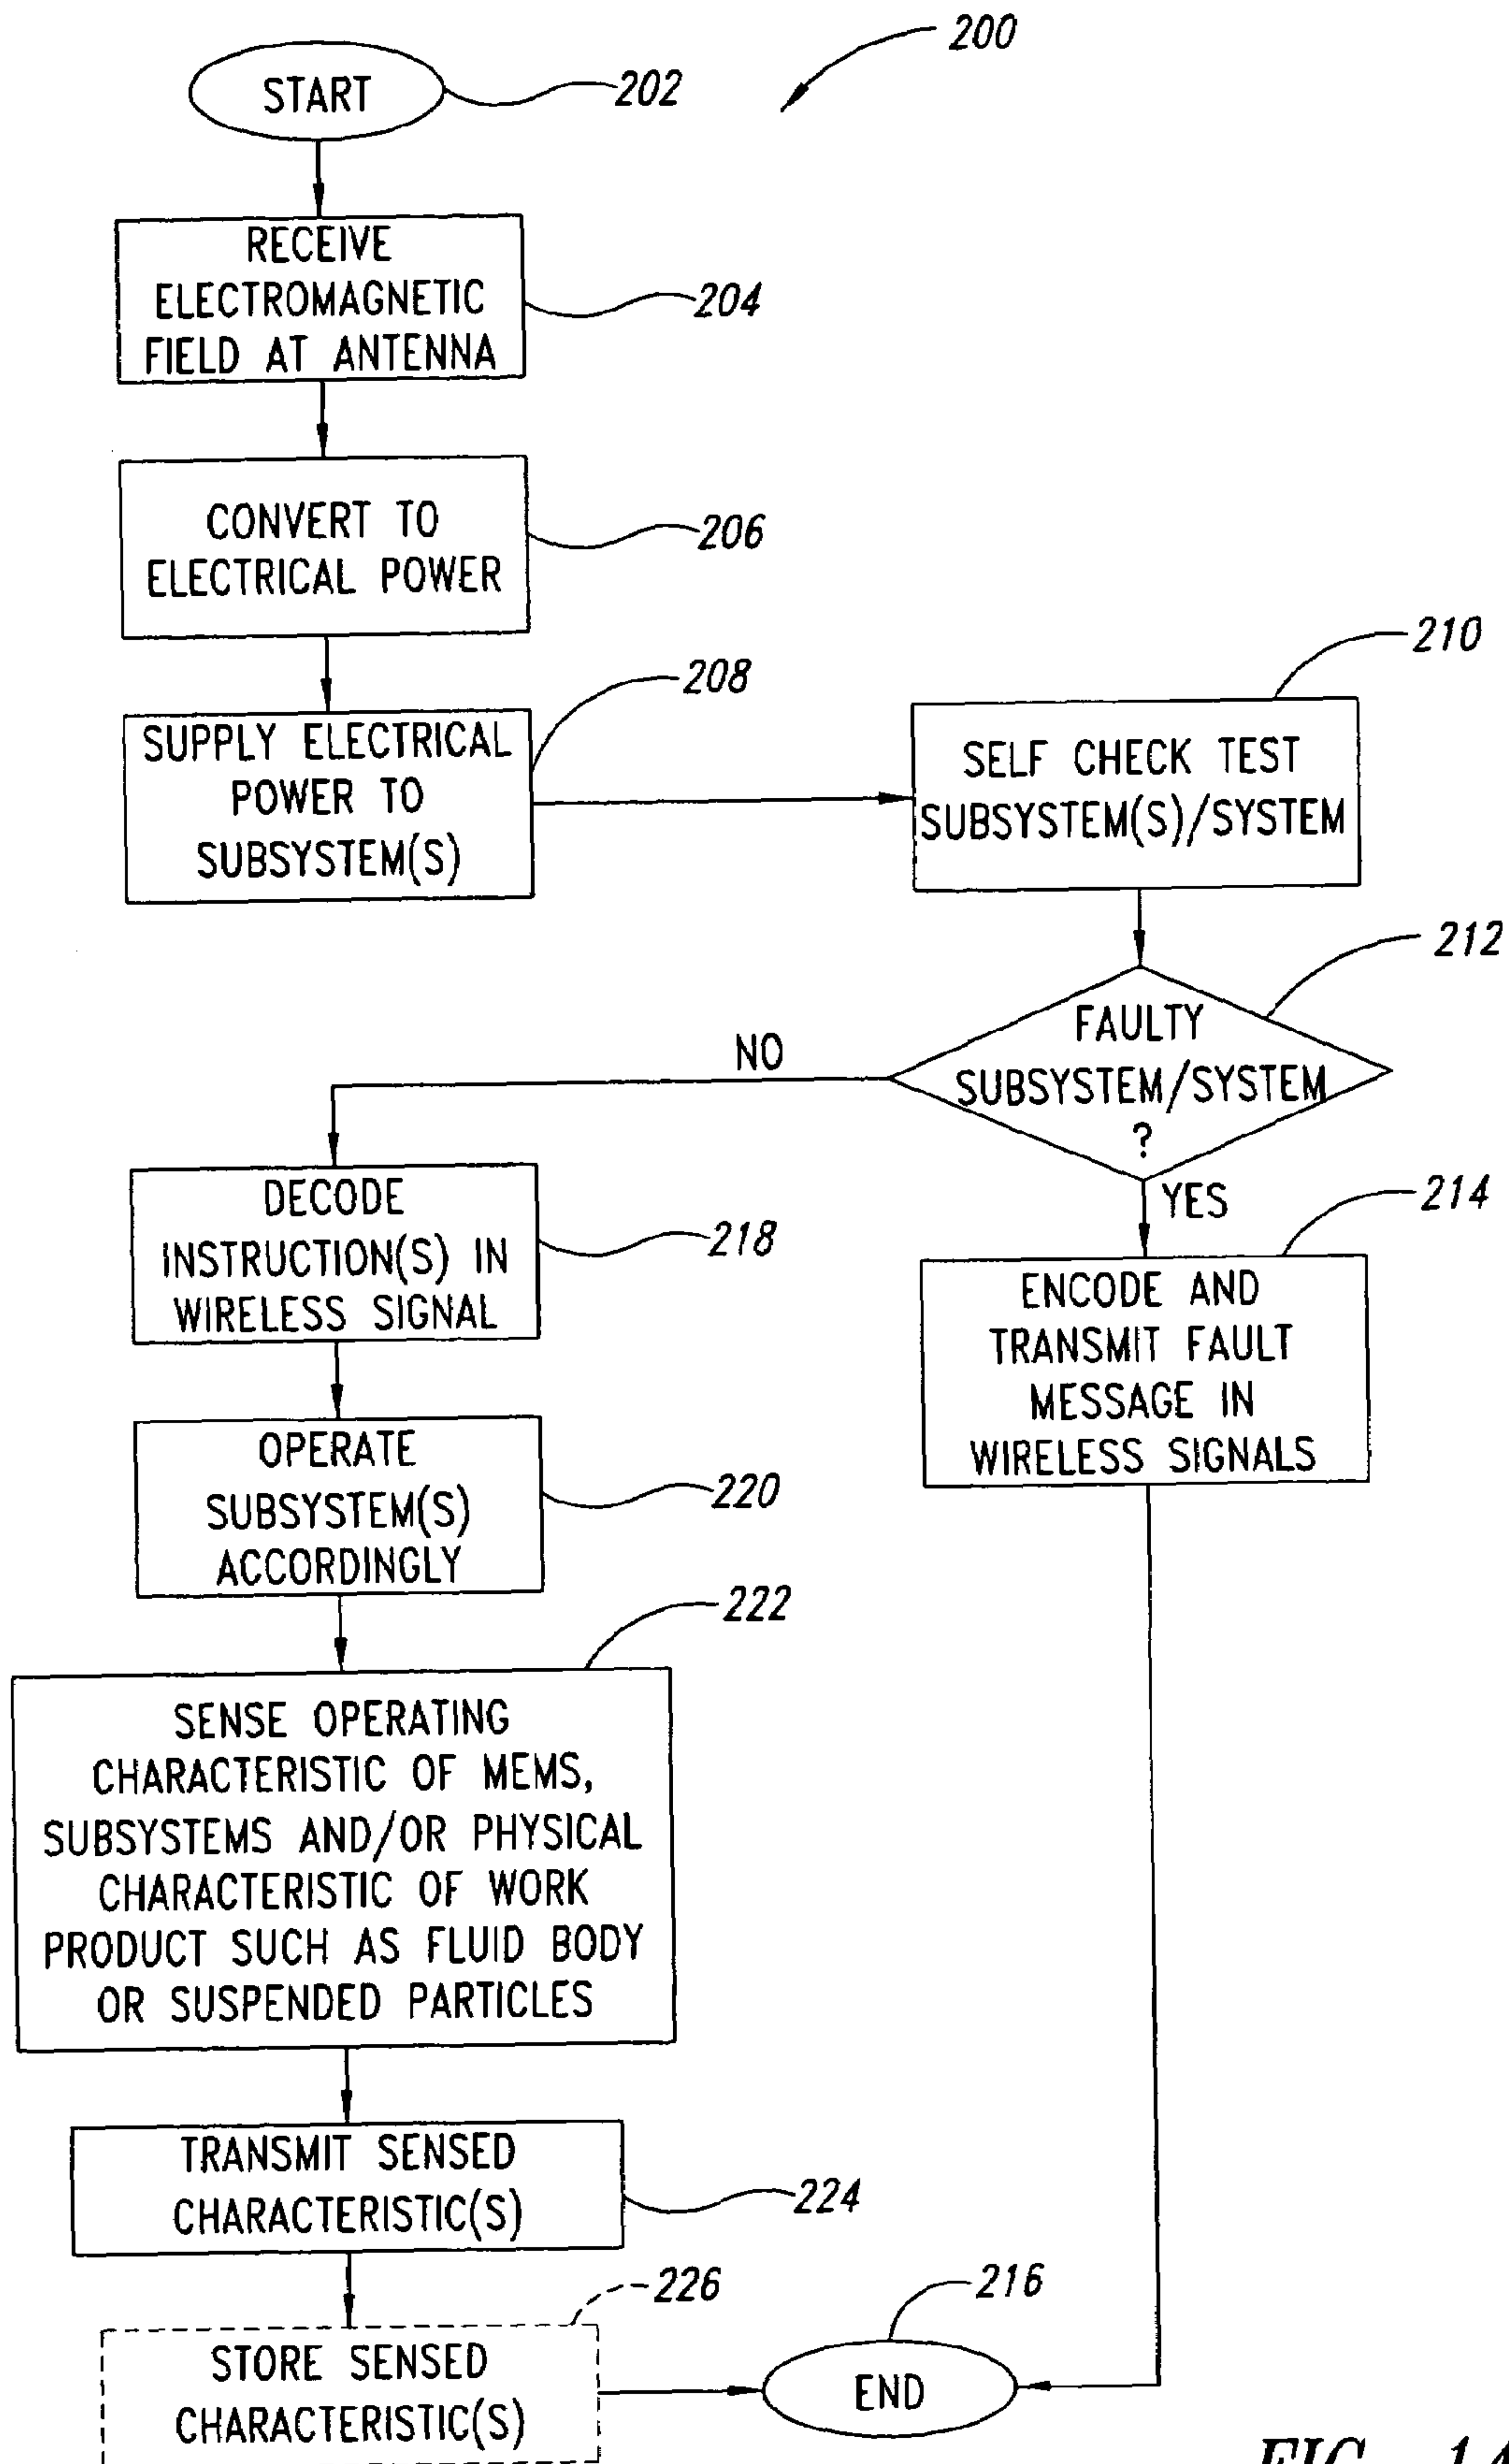 200
START
202
RECEIVE
ELECTROMAGNETIC
FIELD AT ANTENNA
204
CONVERT TO
ELECTRICAL POWER
206
SUPPLY ELECTRICAL
POWER TO
SUBSYSTEM(S)
208
SELF CHECK TEST
SUBSYSTEM(S)/SYSTEM
210
FAULTY
SUBSYSTEM/SYSTEM
?
212
NO
YES
ENCODE AND
TRANSMIT FAULT
MESSAGE IN
WIRELESS SIGNALS
214
DECODE
INSTRUCTION(S) IN
WIRELESS SIGNAL
218
OPERATE
SUBSYSTEM(S)
ACCORDINGLY
220
SENSE OPERATING
CHARACTERISTIC OF MEMS,
SUBSYSTEMS AND/OR PHYSICAL
CHARACTERISTIC OF WORK
PRODUCT SUCH AS FLUID BODY
OR SUSPENDED PARTICLES
222
TRANSMIT SENSED
CHARACTERISTIC(S)
224
STORE SENSED
CHARACTERISTIC(S)
226
END
216
FIG. 14